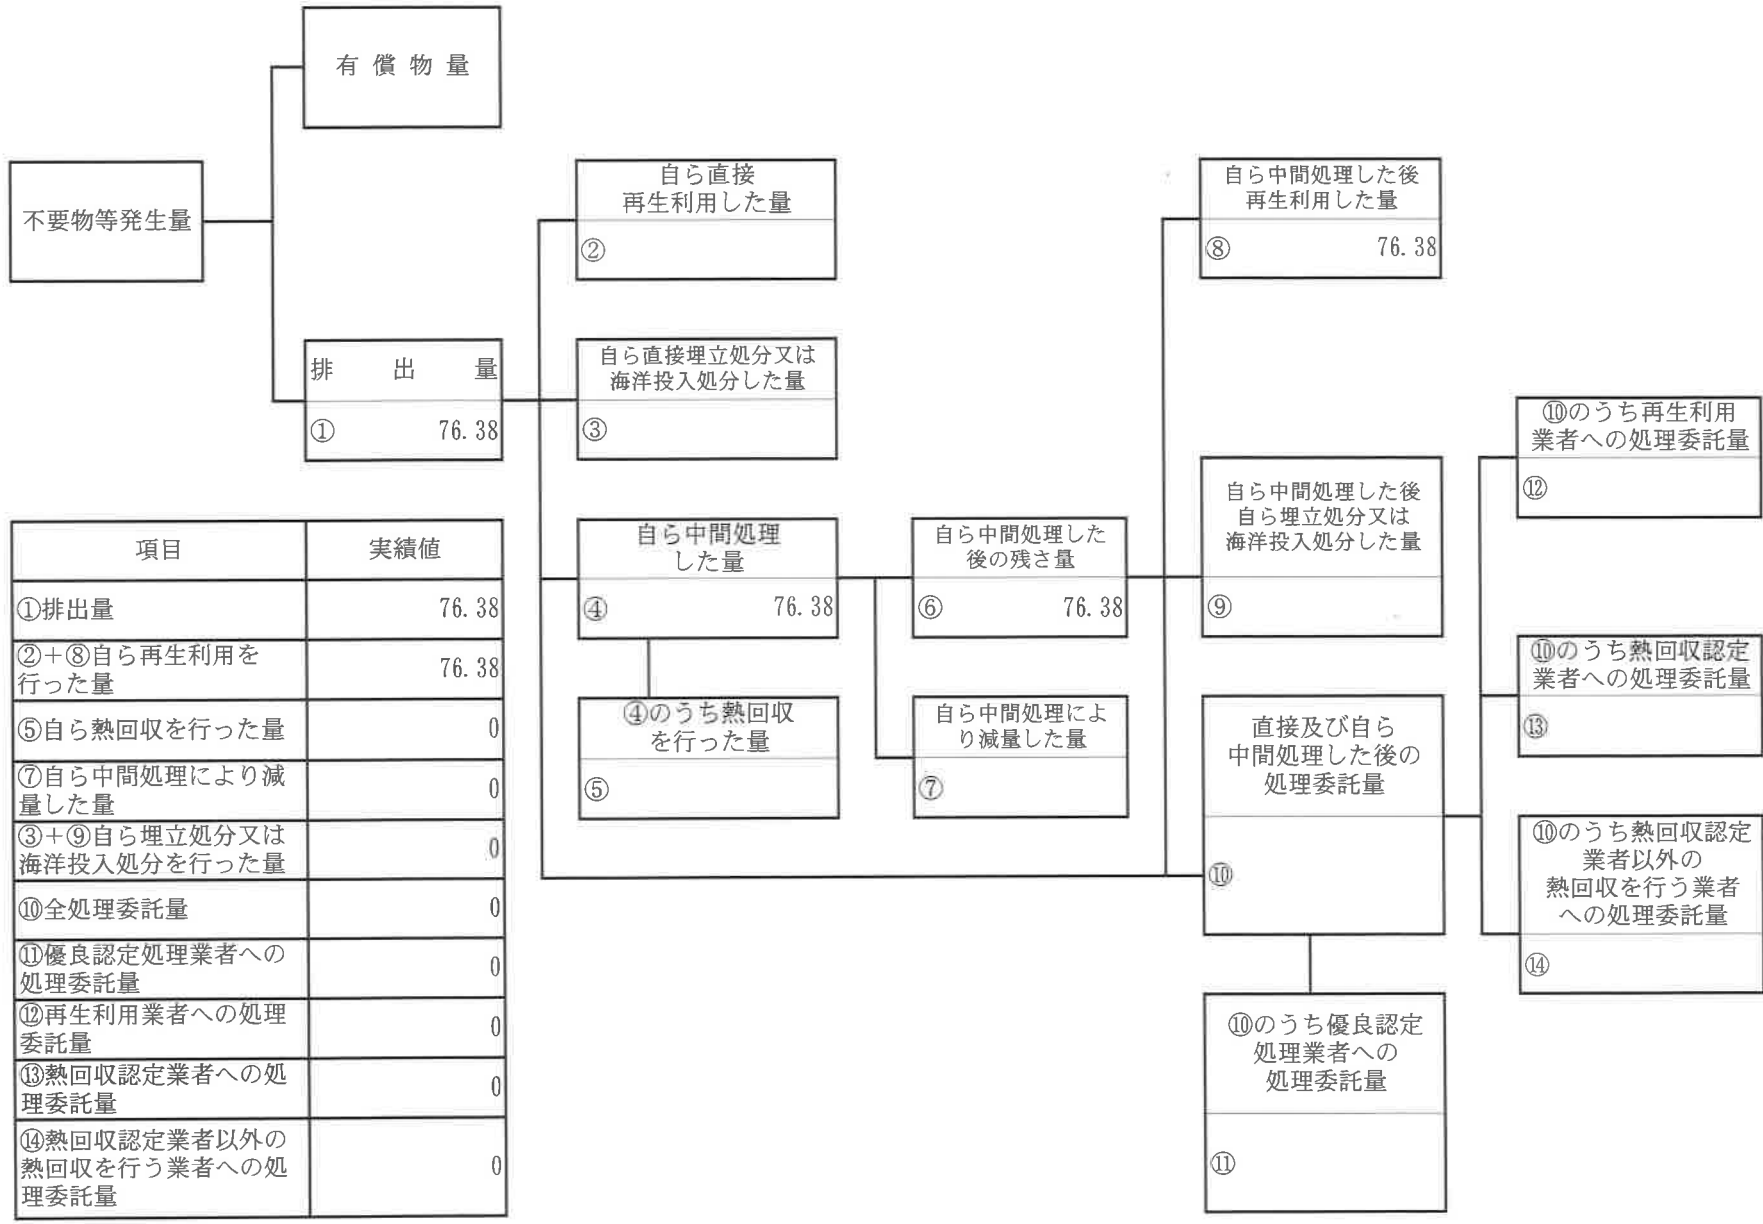 有償物量
不要物等発生量
排出量
① 76.38
自ら直接
再生利用した量
②
自ら直接埋立処分又は
海洋投入処分した量
③
自ら中間処理
した量
④ 76.38
④のうち熱回収
を行った量
⑤
自ら中間処理した
後の残さ量
⑥ 76.38
自ら中間処理によ
り減量した量
⑦
自ら中間処理した後
再生利用した量
⑧ 76.38
自ら中間処理した後
自ら埋立処分又は
海洋投入処分した量
⑨
直接及び自ら
中間処理した後の
処理委託量
⑩
⑩のうち優良認定
処理業者への
処理委託量
⑪
⑩のうち再生利用
業者への処理委託量
⑫
⑩のうち熱回収認定
業者への処理委託量
⑬
⑩のうち熱回収認定
業者以外の
熱回収を行う業者
への処理委託量
⑭
項目 実績値
①排出量 76.38
②+⑧自ら再生利用を
行った量 76.38
⑤自ら熱回収を行った量 0
⑦自ら中間処理により減
量した量 0
③+⑨自ら埋立処分又は
海洋投入処分を行った量 0
⑩全処理委託量 0
⑪優良認定処理業者への
処理委託量 0
⑫再生利用業者への処理
委託量 0
⑬熱回収認定業者への処
理委託量 0
⑭熱回収認定業者以外の
熱回収を行う業者への処
理委託量 0